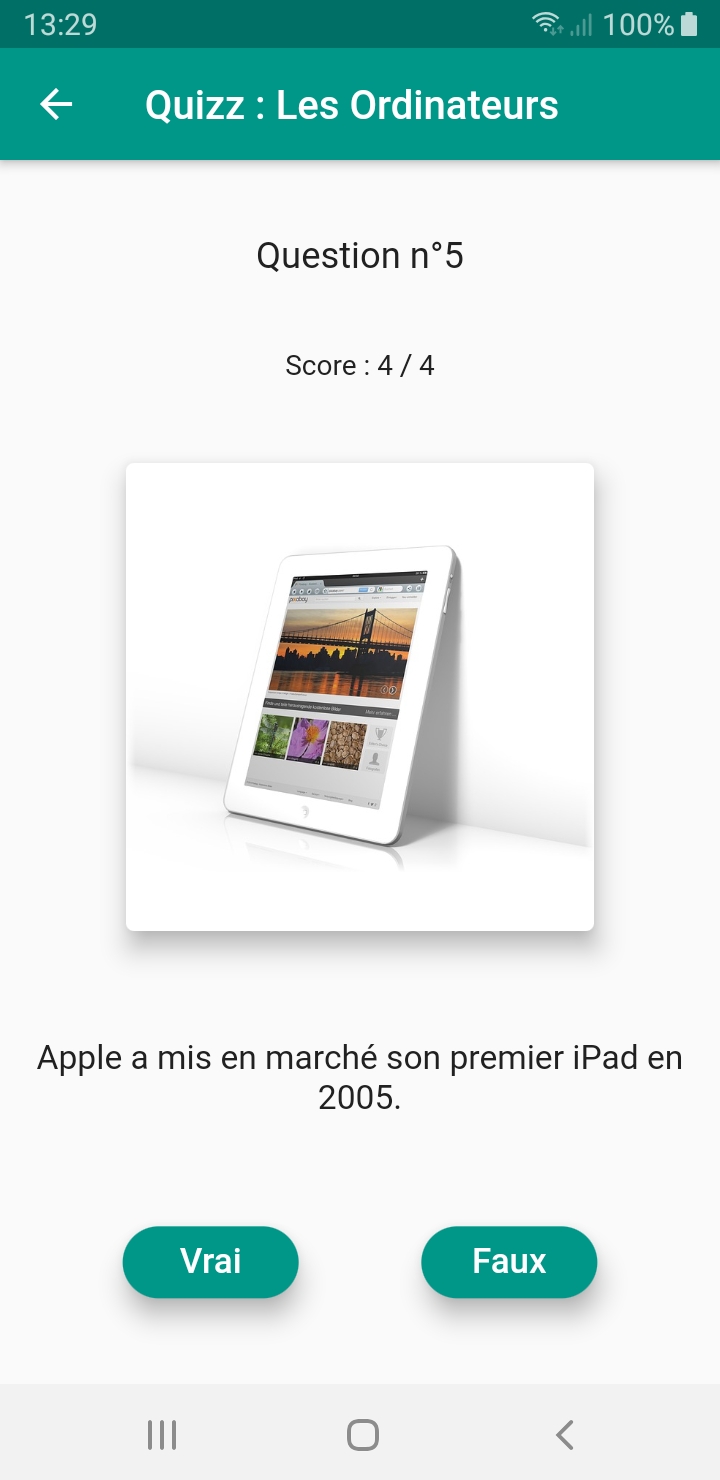 13:29
100%
Quizz : Les Ordinateurs
Question n°5
Score : 4 / 4
pixabay
Apple a mis en marché son premier iPad en
2005.
Vrai
Faux